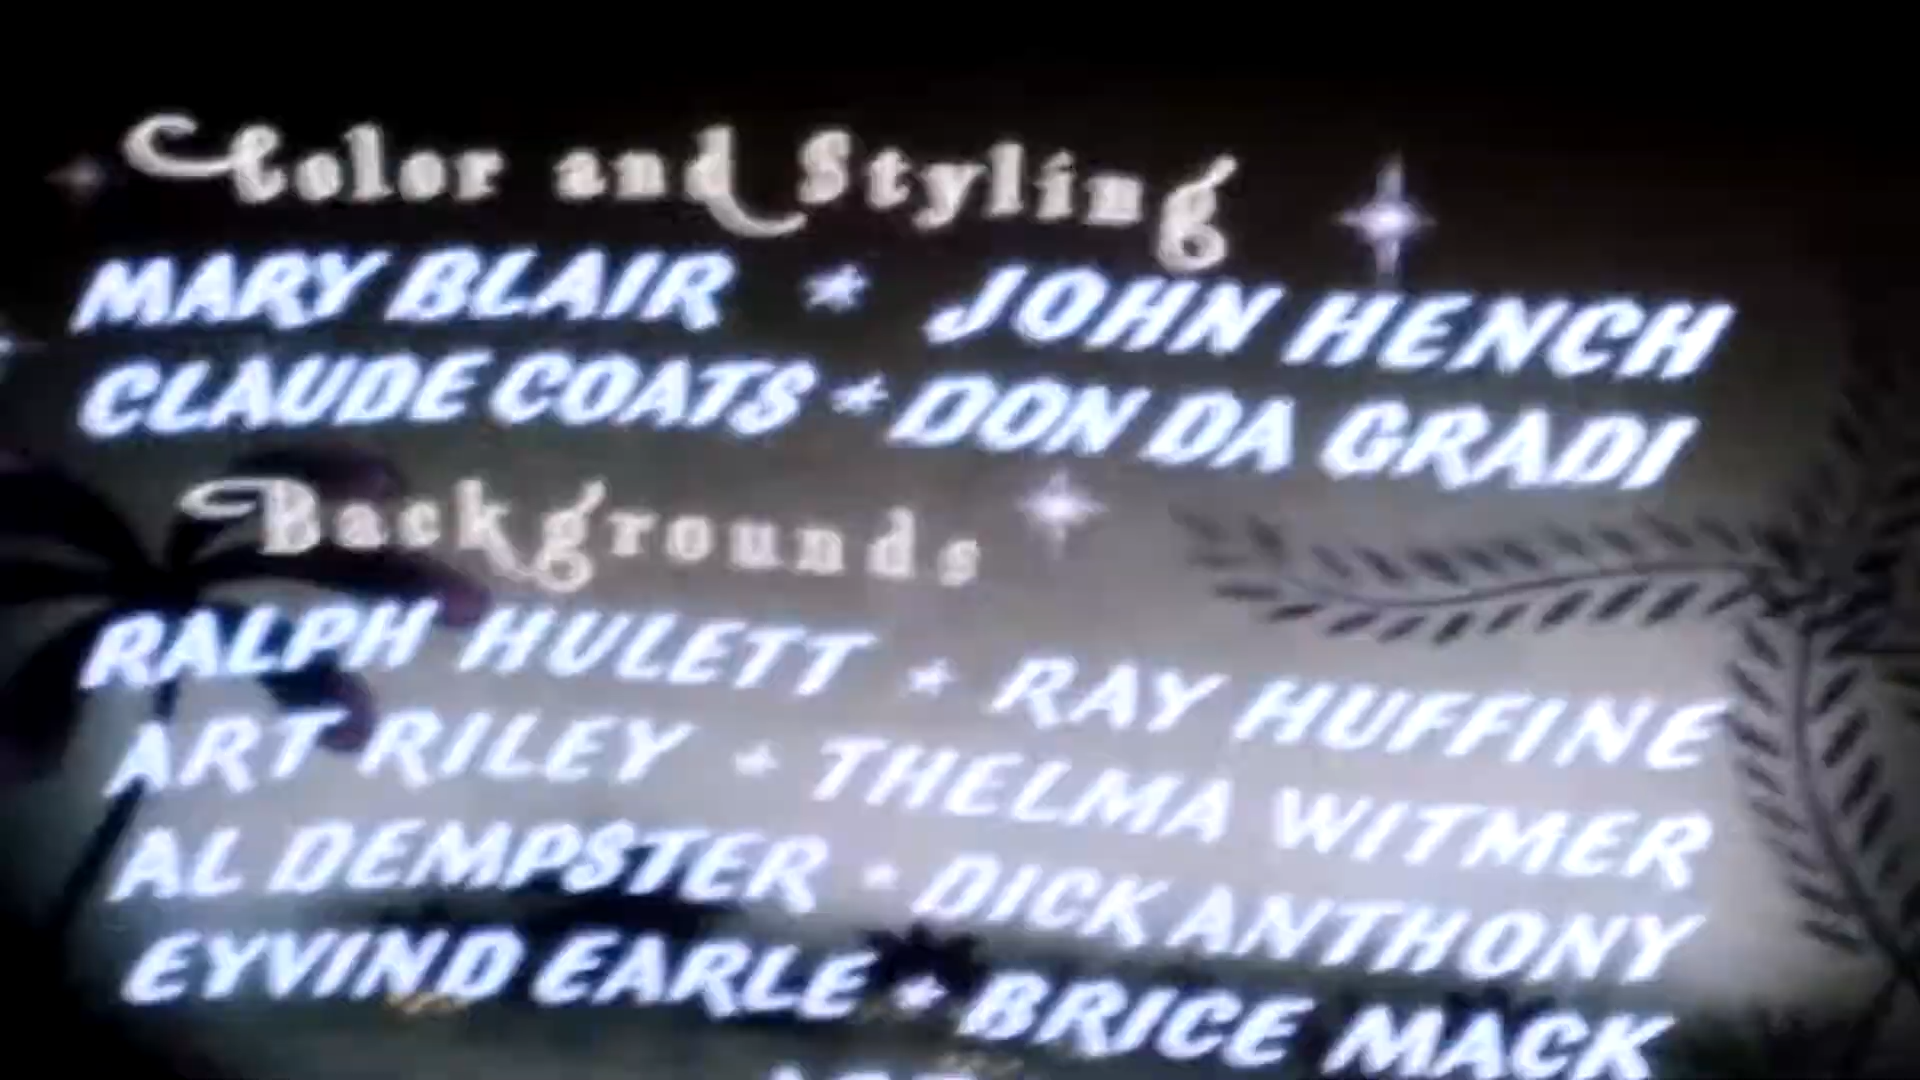 Color and Styling
MARY BLAIR * JOHN HENCH
CLAUDE COATS * DON DA GRADI
Backgrounds
RALPH HULETT * RAY HUFFINE
ART RILEY * THELMA WITMER
AL DEMPSTER * DICK ANTHONY
EYVIND EARLE * BRICE MACK